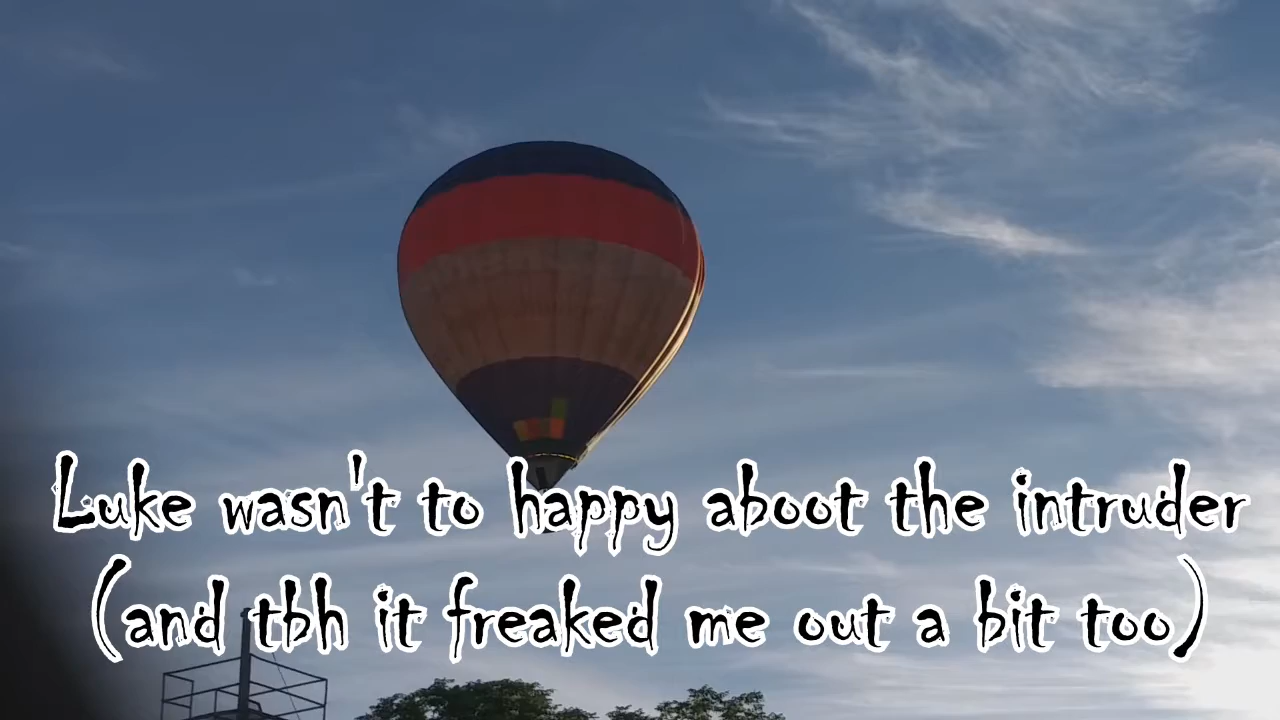 Luke wasn't to happy aboot the intruder
(and tbh it freaked me out a bit too)